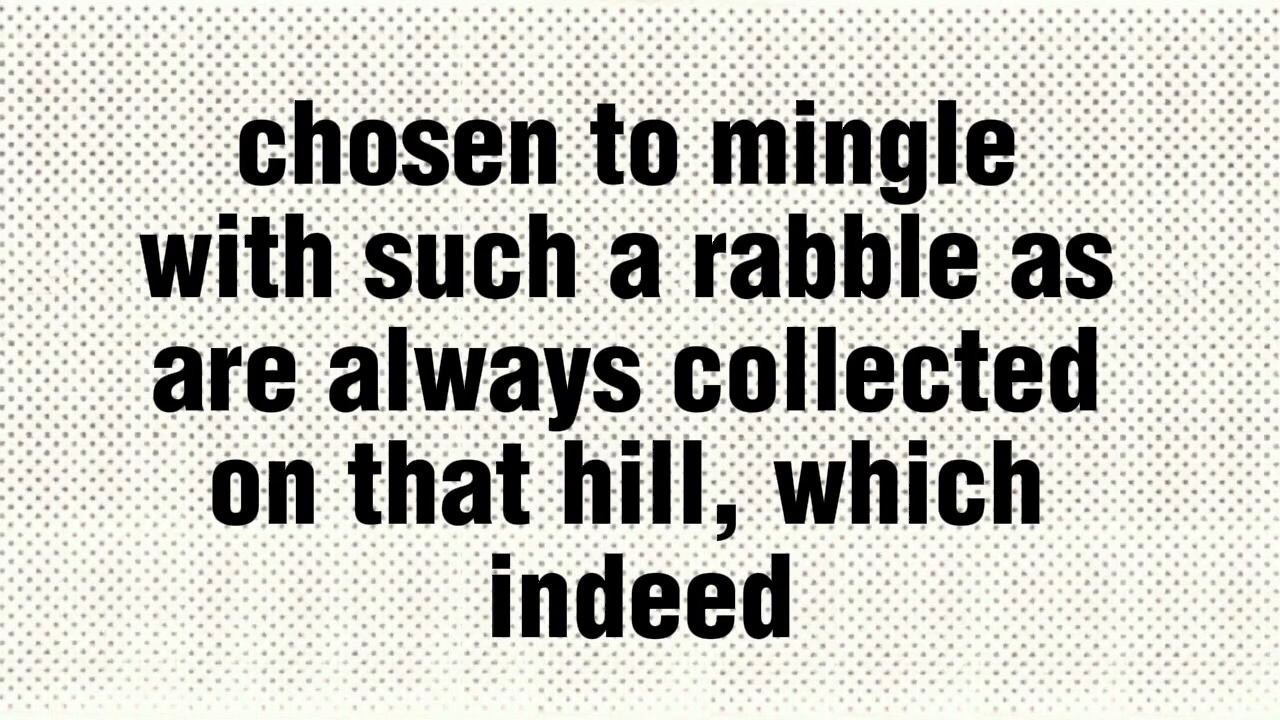 chosen to mingle
with such a rabble as
are always collected
on that hill, which
indeed